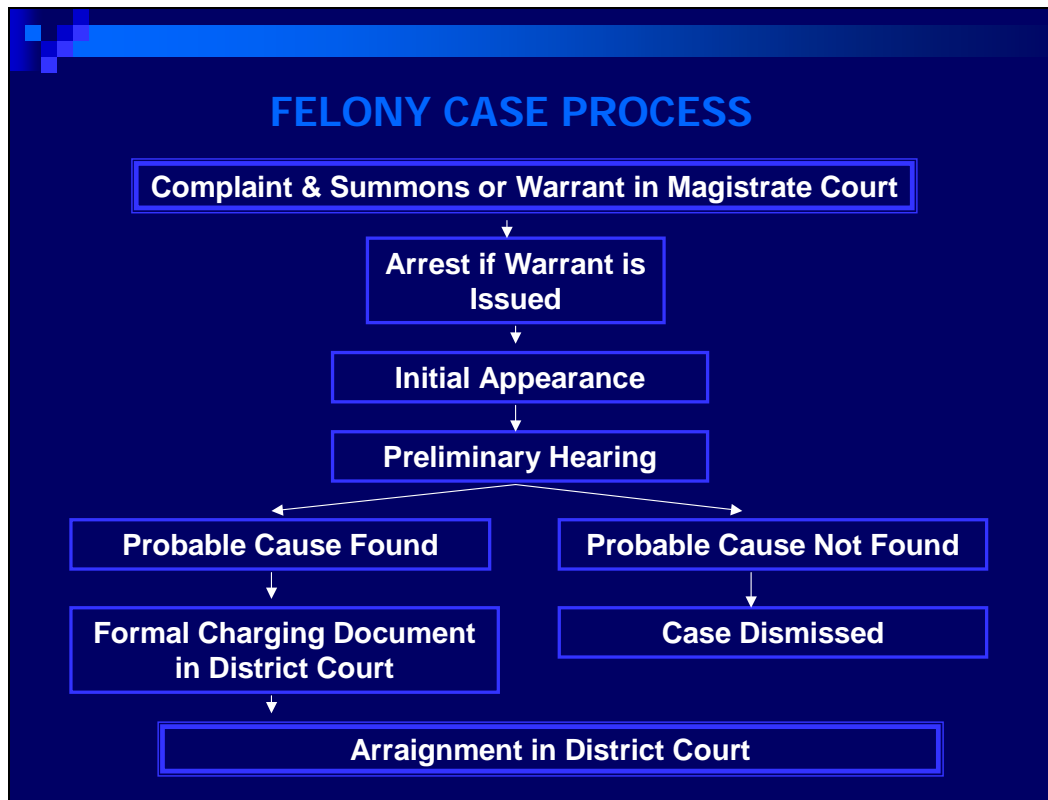 FELONY CASE PROCESS
Complaint & Summons or Warrant in Magistrate Court
Arrest if Warrant is
Issued
Initial Appearance
Preliminary Hearing
Probable Cause Found
Probable Cause Not Found
Formal Charging Document
in District Court
Case Dismissed
Arraignment in District Court